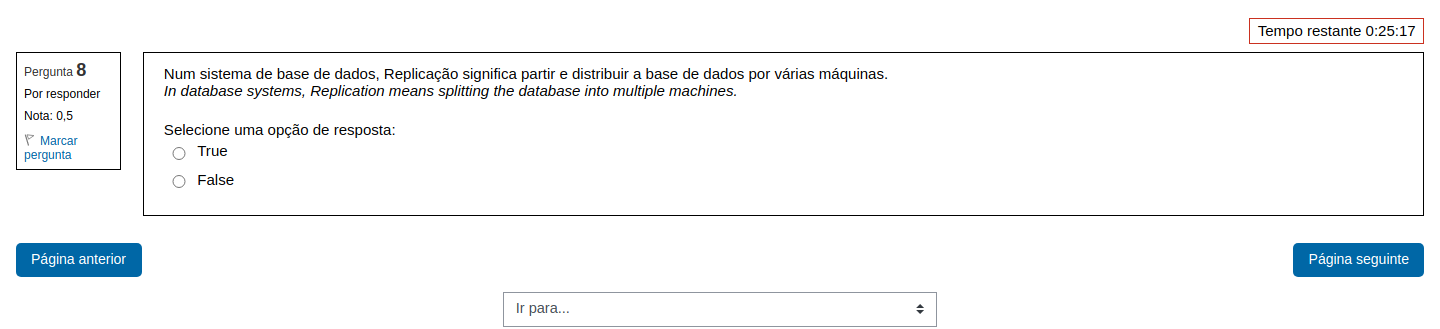 Tempo restante 0:25:17
Pergunta 8
Por responder
Nota: 0,5
Marcar
pergunta
Num sistema de base de dados, Replicação significa partir e distribuir a base de dados por várias máquinas.
In database systems, Replication means splitting the database into multiple machines.
Selecione uma opção de resposta:
True
False
Página anterior
Página seguinte
Ir para...